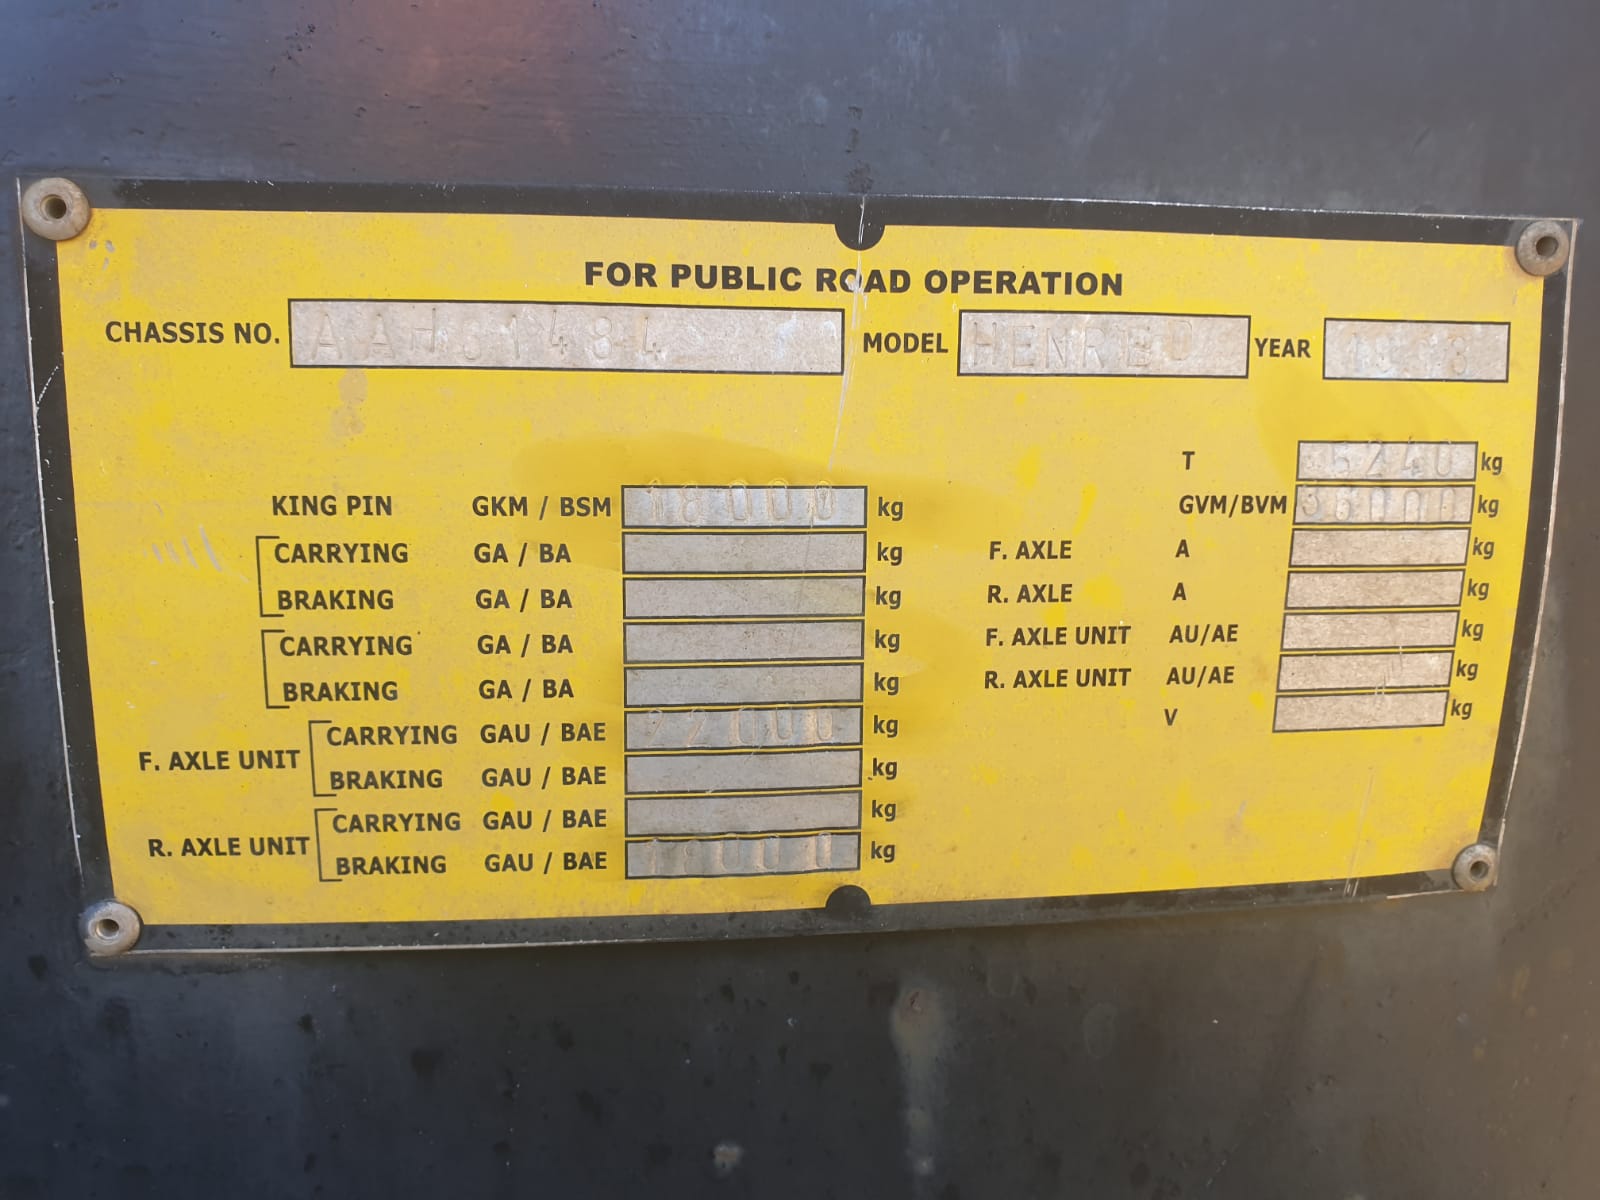 FOR PUBLIC ROAD OPERATION
CHASSIS NO. MODEL HENRED YEAR
T 5240 kg
KING PIN GKM / BSM 18000 kg GVM/BVM 36000 kg
CARRYING GA / BA kg F. AXLE A kg
BRAKING GA / BA kg R. AXLE A kg
CARRYING GA / BA kg F. AXLE UNIT AU/AE kg
BRAKING GA / BA kg R. AXLE UNIT AU/AE kg
F. AXLE UNIT CARRYING GAU / BAE 22000 kg V kg
BRAKING GAU / BAE kg
R. AXLE UNIT CARRYING GAU / BAE kg
BRAKING GAU / BAE 18000 kg